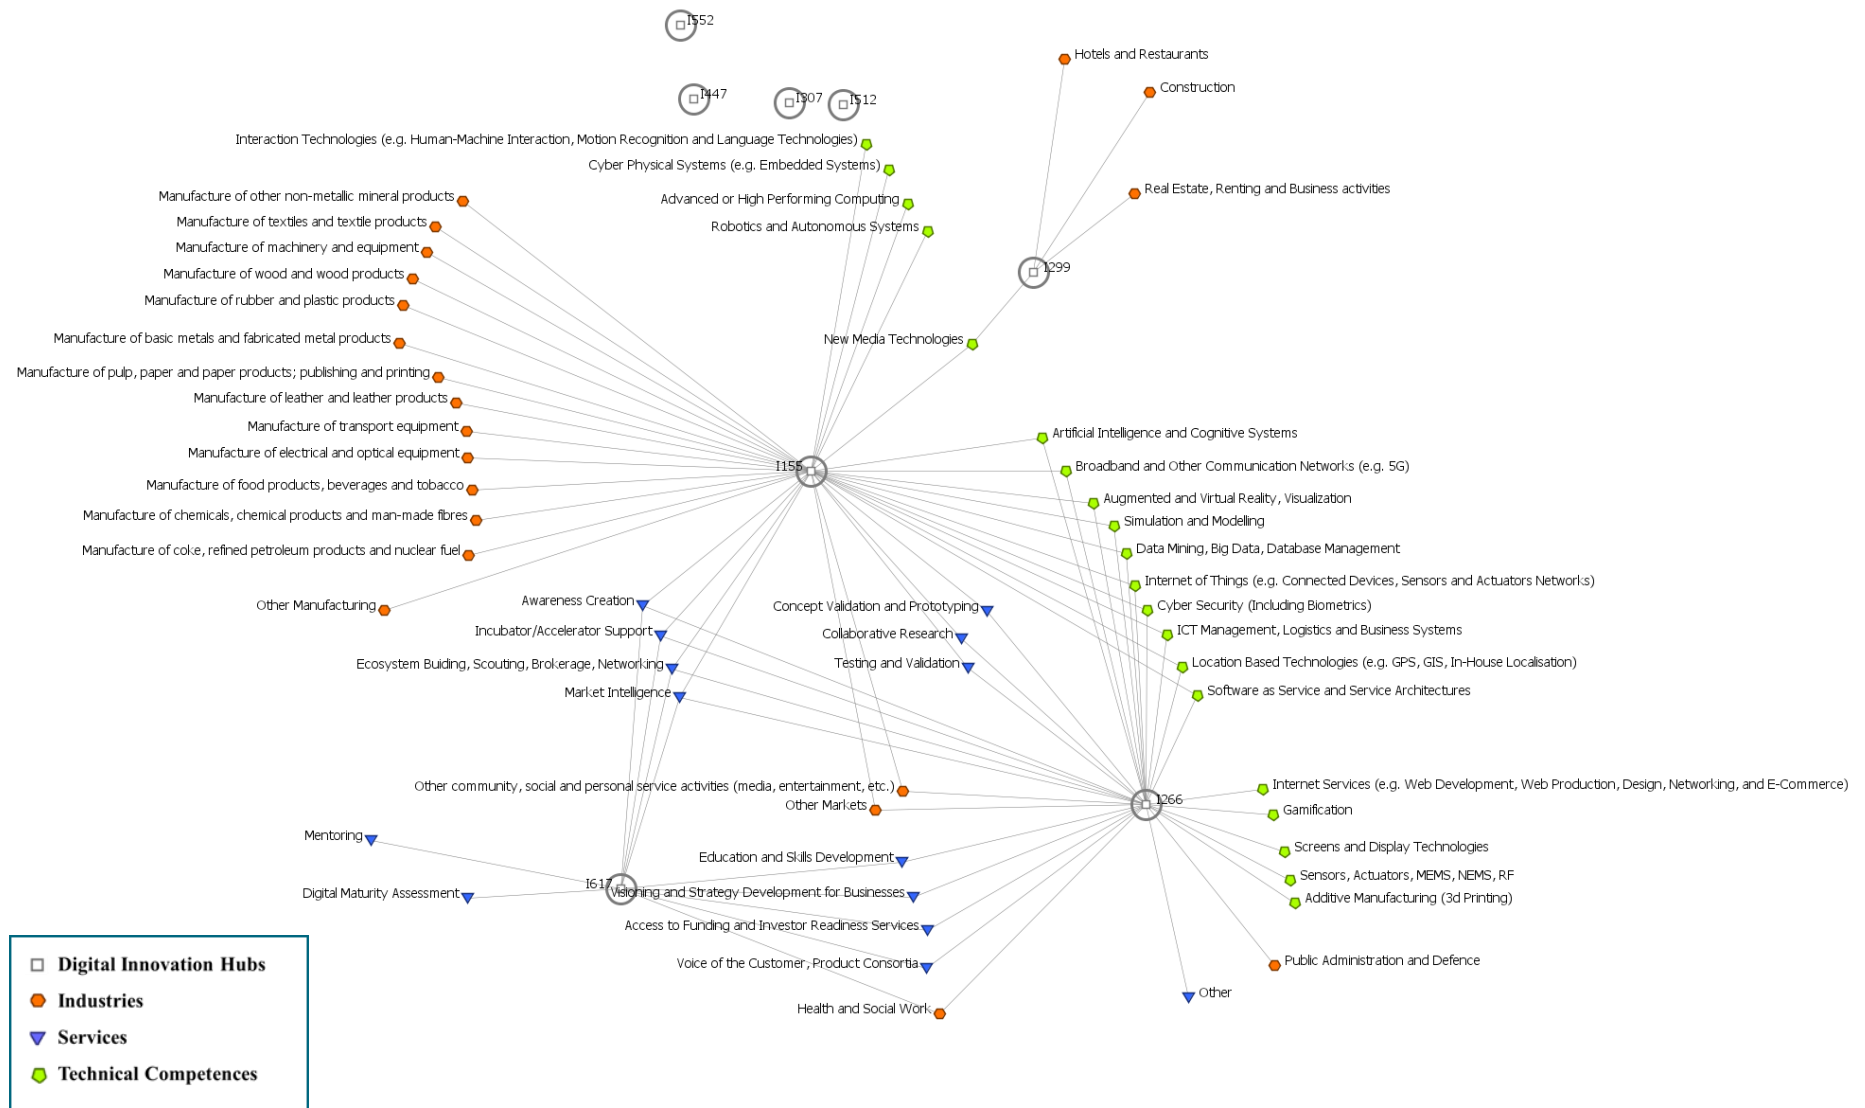 I552
Hotels and Restaurants
Construction
I447
I307
I512
Interaction Technologies (e.g. Human-Machine Interaction, Motion Recognition and Language Technologies)
Cyber Physical Systems (e.g. Embedded Systems)
Manufacture of other non-metallic mineral products
Advanced or High Performing Computing
Real Estate, Renting and Business activities
Manufacture of textiles and textile products
Robotics and Autonomous Systems
Manufacture of machinery and equipment
Manufacture of wood and wood products
I299
Manufacture of rubber and plastic products
Manufacture of basic metals and fabricated metal products
New Media Technologies
Manufacture of pulp, paper and paper products; publishing and printing
Manufacture of leather and leather products
Manufacture of transport equipment
Artificial Intelligence and Cognitive Systems
Manufacture of electrical and optical equipment
I155
Broadband and Other Communication Networks (e.g. 5G)
Manufacture of food products, beverages and tobacco
Augmented and Virtual Reality, Visualization
Manufacture of chemicals, chemical products and man-made fibres
Simulation and Modelling
Manufacture of coke, refined petroleum products and nuclear fuel
Data Mining, Big Data, Database Management
Internet of Things (e.g. Connected Devices, Sensors and Actuators Networks)
Other Manufacturing
Awareness Creation
Concept Validation and Prototyping
Cyber Security (Including Biometrics)
Incubator/Accelerator Support
Collaborative Research
ICT Management, Logistics and Business Systems
Ecosystem Buiding, Scouting, Brokerage, Networking
Testing and Validation
Location Based Technologies (e.g. GPS, GIS, In-House Localisation)
Market Intelligence
Software as Service and Service Architectures
Other community, social and personal service activities (media, entertainment, etc.)
Internet Services (e.g. Web Development, Web Production, Design, Networking, and E-Commerce)
Other Markets
I266
Gamification
Mentoring
Education and Skills Development
Screens and Display Technologies
Sensors, Actuators, MEMS, NEMS, RF
Digital Maturity Assessment
I617
Visioning and Strategy Development for Businesses
Additive Manufacturing (3d Printing)
Access to Funding and Investor Readiness Services
Voice of the Customer, Product Consortia
Public Administration and Defence
Other
Health and Social Work
Digital Innovation Hubs
Industries
Services
Technical Competences